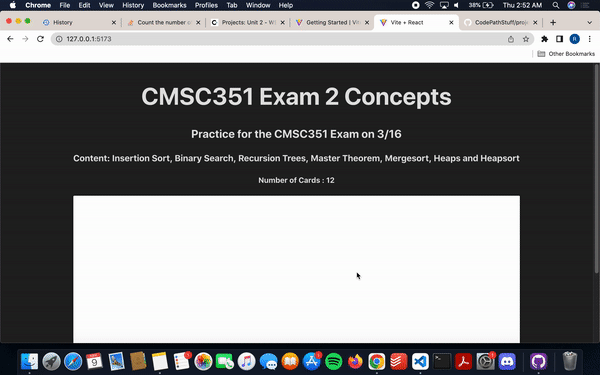 Chrome File Edit View History Bookmarks Profiles Tab Window Help 38% Thu 2:52 AM
History Count the number o Projects: Unit 2 - W Getting Started | Vit Vite + React CodePathStuff/proj
127.0.0.1:5173
Other Bookmarks
CMSC351 Exam 2 Concepts
Practice for the CMSC351 Exam on 3/16
Content: Insertion Sort, Binary Search, Recursion Trees, Master Theorem, Mergesort, Heaps and Heapsort
Number of Cards : 12